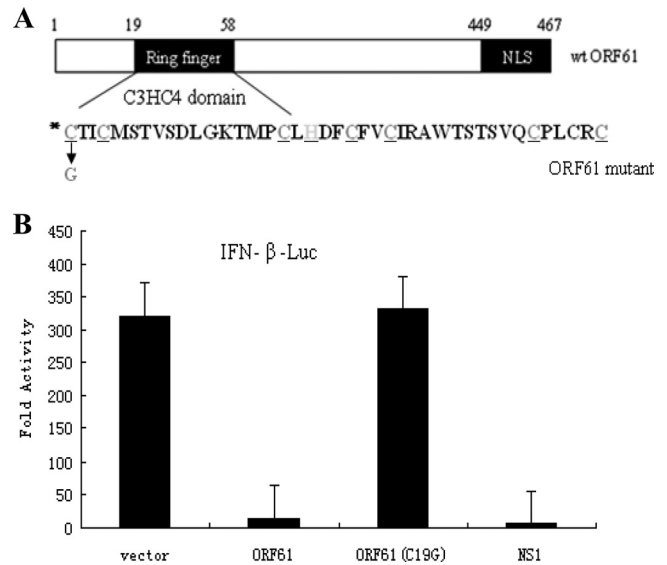 A
1 19 58 449 467
Ring finger NLS wt ORF61
C3HC4 domain
*CTICMSTVSDLGKTMPCLHDFCFVCIRAWTSTSVQCPLCRC
G
ORF61 mutant
B
IFN-β-Luc
Fold Activity
450
400
350
300
250
200
150
100
50
0
vector ORF61 ORF61(C19G) NS1